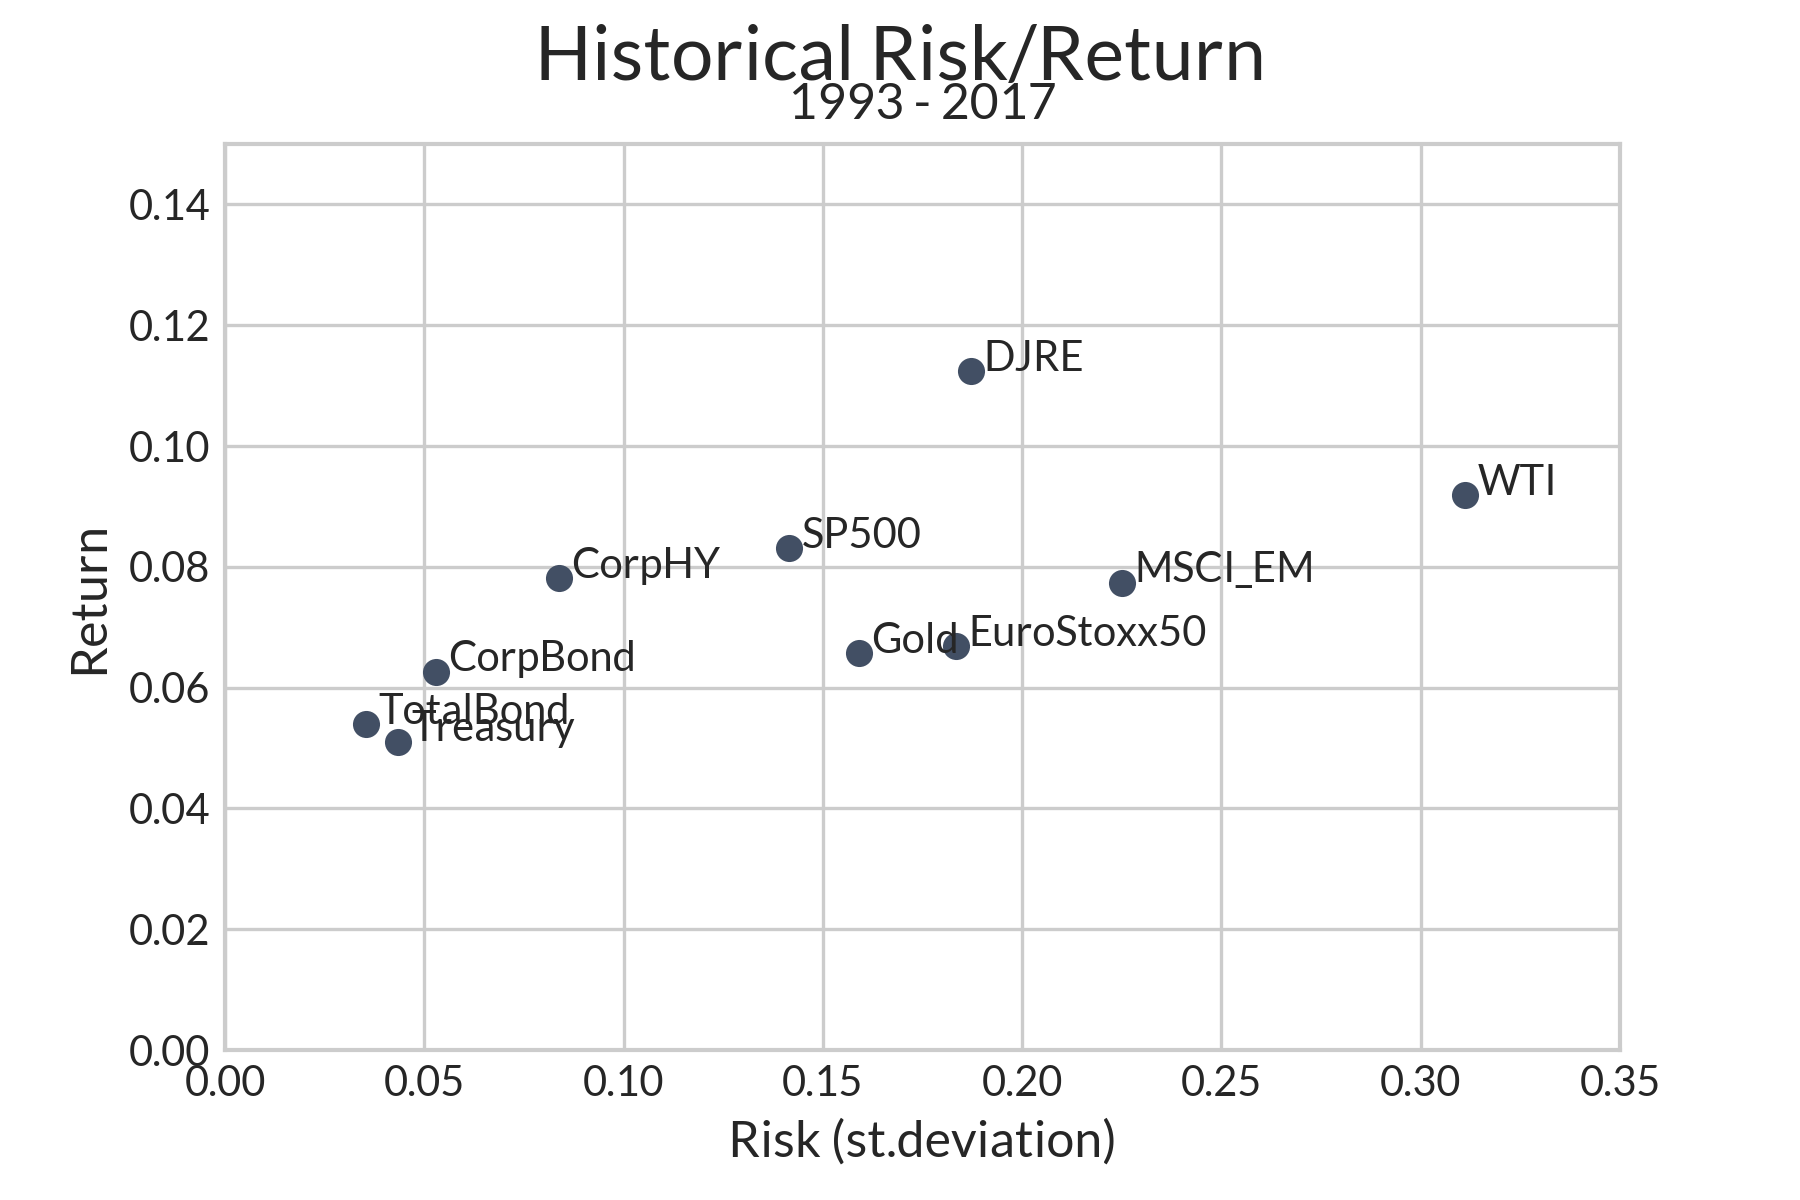 Historical Risk/Return
1993 - 2017
0.14
0.12
0.10
0.08
0.06
0.04
0.02
0.00
Return
DJRE
WTI
SP500
CorpHY
MSCI_EM
Gold
EuroStoxx50
CorpBond
TotalBond
Treasury
0.00 0.05 0.10 0.15 0.20 0.25 0.30 0.35
Risk (st.deviation)